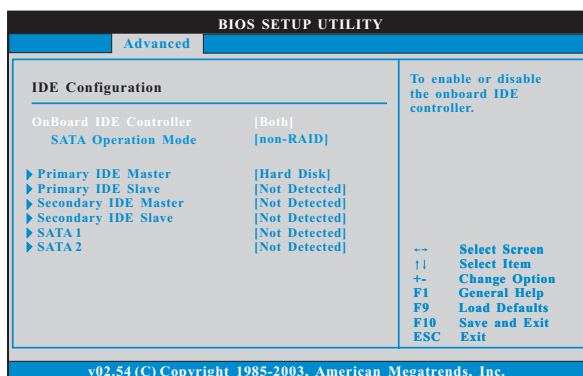 BIOS SETUP UTILITY
Advanced
IDE Configuration
OnBoard IDE Controller [Both]
SATA Operation Mode [non-RAID]
Primary IDE Master [Hard Disk]
Primary IDE Slave [Not Detected]
Secondary IDE Master [Not Detected]
Secondary IDE Slave [Not Detected]
SATA 1 [Not Detected]
SATA 2 [Not Detected]
To enable or disable
the onboard IDE
controller.
←→ Select Screen
↑↓ Select Item
+- Change Option
F1 General Help
F9 Load Defaults
F10 Save and Exit
ESC Exit
v02.54 (C) Copyright 1985-2003, American Megatrends, Inc.